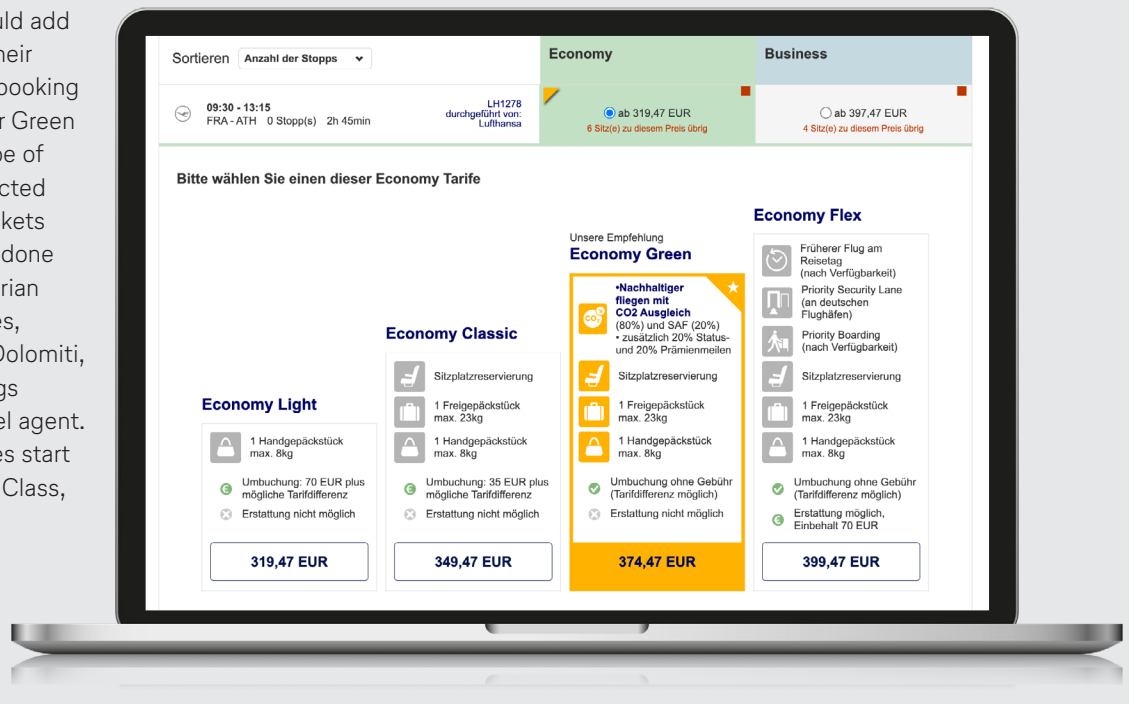 uld add
heir
booking
r Green
pe of
cted
kets
done
rian
es,
Dolomiti,
gs
el agent.
es start
Class,
Sortieren Anzahl der Stopps
Economy
Business
09:30 - 13:15
FRA - ATH 0 Stopp(s) 2h 45min
LH1278
durchgeführt von:
Lufthansa
ab 319,47 EUR
6 Sitz(e) zu diesem Preis übrig
ab 397,47 EUR
4 Sitz(e) zu diesem Preis übrig
Bitte wählen Sie einen dieser Economy Tarife
Economy Light
1 Handgepäckstück
max. 8kg
Umbuchung: 70 EUR plus
mögliche Tarifdifferenz
Erstattung nicht möglich
319,47 EUR
Economy Classic
Sitzplatzreservierung
1 Freigepäckstück
max. 23kg
1 Handgepäckstück
max. 8kg
Umbuchung: 35 EUR plus
mögliche Tarifdifferenz
Erstattung nicht möglich
349,47 EUR
Unsere Empfehlung
Economy Green
CO2
•Nachhaltiger
fliegen mit
CO2 Ausgleich
(80%) und SAF (20%)
• zusätzlich 20% Status-
und 20% Prämienmeilen
Sitzplatzreservierung
1 Freigepäckstück
max. 23kg
1 Handgepäckstück
max. 8kg
Umbuchung ohne Gebühr
(Tarifdifferenz möglich)
Erstattung nicht möglich
374,47 EUR
Economy Flex
Früherer Flug am
Reisetag
(nach Verfügbarkeit)
Priority Security Lane
(an deutschen
Flughäfen)
Priority Boarding
(nach Verfügbarkeit)
Sitzplatzreservierung
1 Freigepäckstück
max. 23kg
1 Handgepäckstück
max. 8kg
Umbuchung ohne Gebühr
(Tarifdifferenz möglich)
Erstattung möglich,
Einbehalt 70 EUR
399,47 EUR